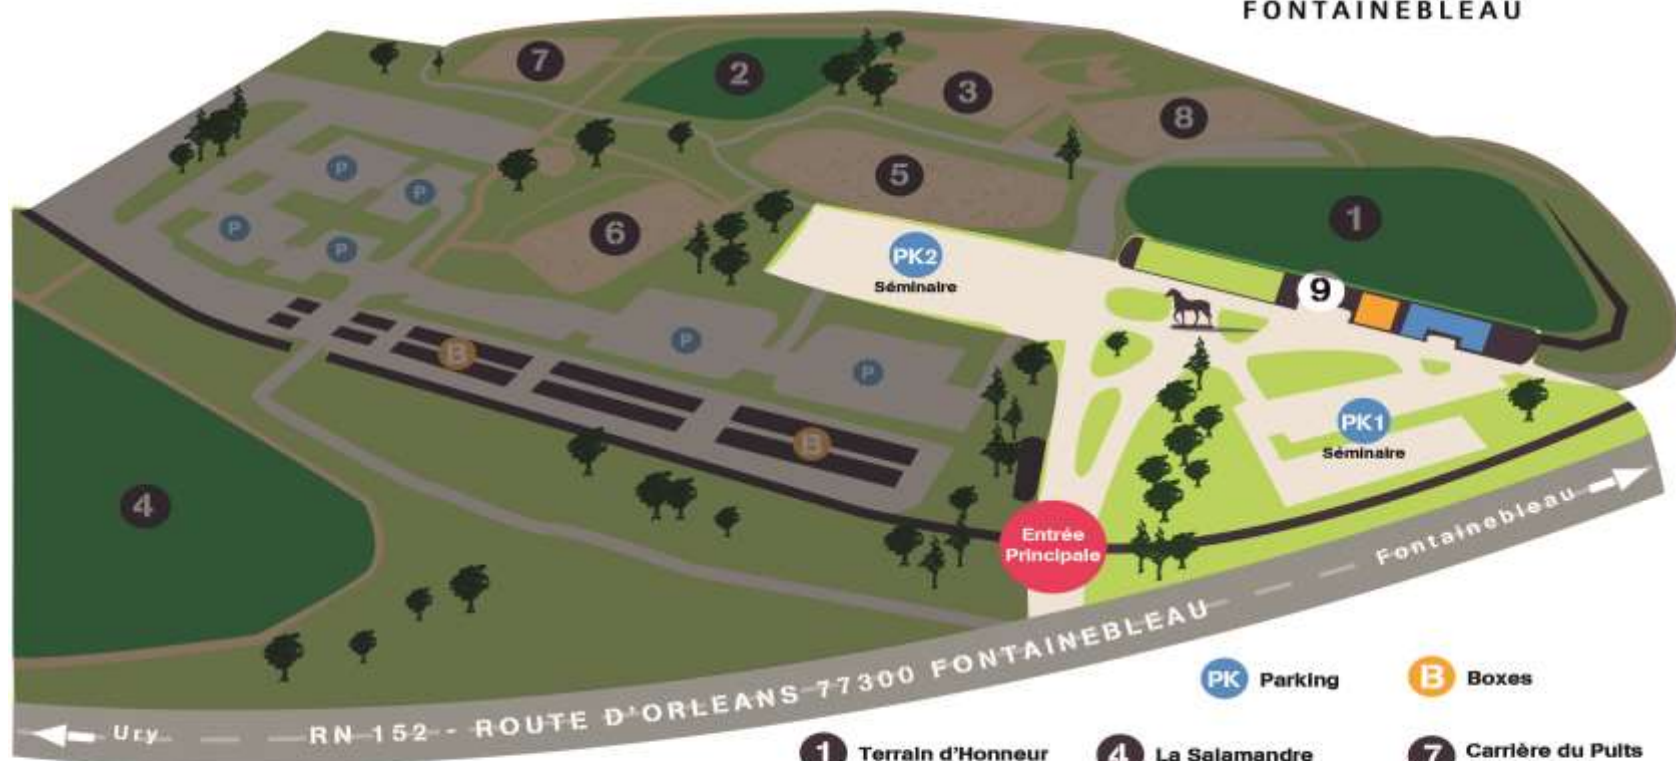 FONTAINEBLEAU
7
2
3
8
P
P
5
1
P
P
6
PK2
Séminaire
9
B
P
P
PK1
Séminaire
B
4
Entrée
Principale
Fontainebleau
RN 152 - ROUTE D'ORLEANS 77300 FONTAINEBLEAU
Ury
PK Parking
B Boxes
1 Terrain d'Honneur
4 La Salamandre
7 Carrière du Puits